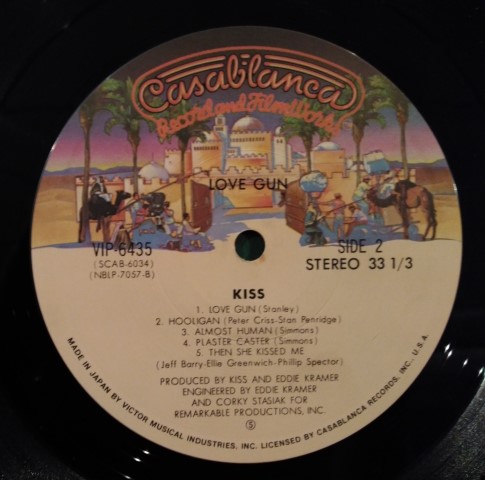 Casablanca
Record and FilmWorks
LOVE GUN
VIP-6435
(SCAB-6034)
(NBLP-7057-B)
SIDE 2
STEREO 33 1/3
KISS
1. LOVE GUN (Stanley)
2. HOOLIGAN (Peter Criss-Stan Penridge)
3. ALMOST HUMAN (Simmons)
4. PLASTER CASTER (Simmons)
5. THEN SHE KISSED ME
(Jeff Barry-Ellie Greenwich-Phillip Spector)
PRODUCED BY KISS AND EDDIE KRAMER
ENGINEERED BY EDDIE KRAMER
AND CORKY STASIAK FOR
REMARKABLE PRODUCTIONS, INC.
Ⓢ
MADE IN JAPAN BY VICTOR MUSICAL INDUSTRIES, INC. LICENSED BY CASABLANCA RECORDS, INC., U.S.A.